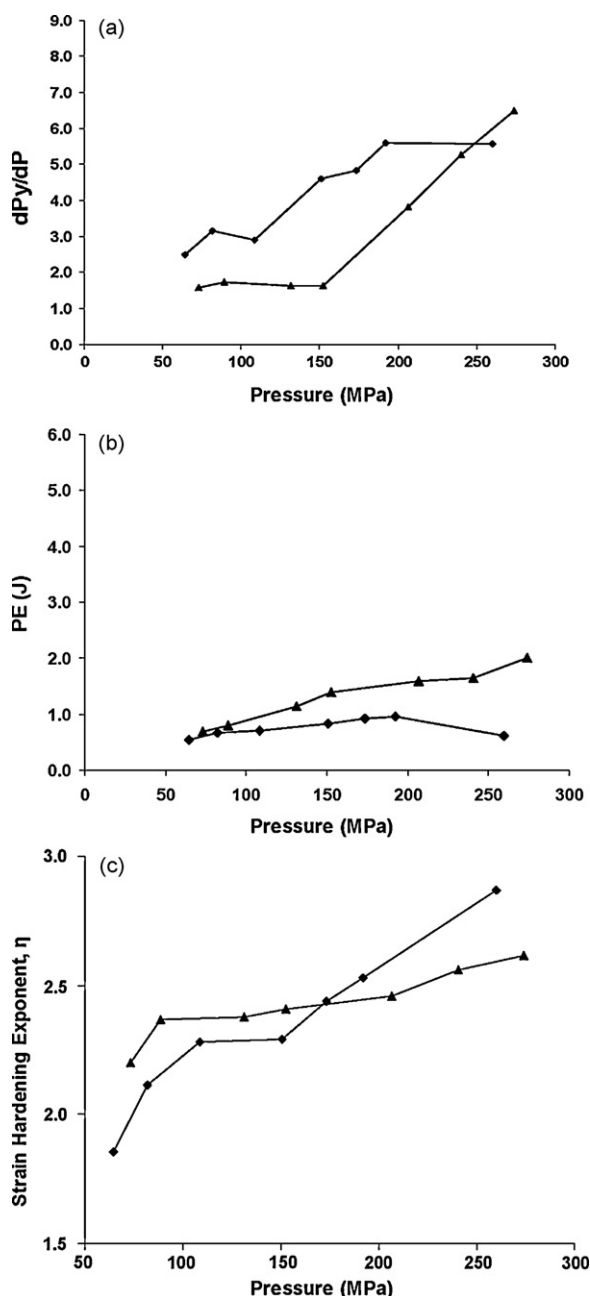 (a)
9.0
8.0
7.0
6.0
5.0
4.0
3.0
2.0
1.0
0.0
dPy/dP
0 50 100 150 200 250 300
Pressure (MPa)
(b)
6.0
5.0
4.0
3.0
2.0
1.0
0.0
PE (J)
0 50 100 150 200 250 300
Pressure (MPa)
(c)
3.0
2.5
2.0
1.5
Strain Hardening Exponent, η
50 100 150 200 250 300
Pressure (MPa)